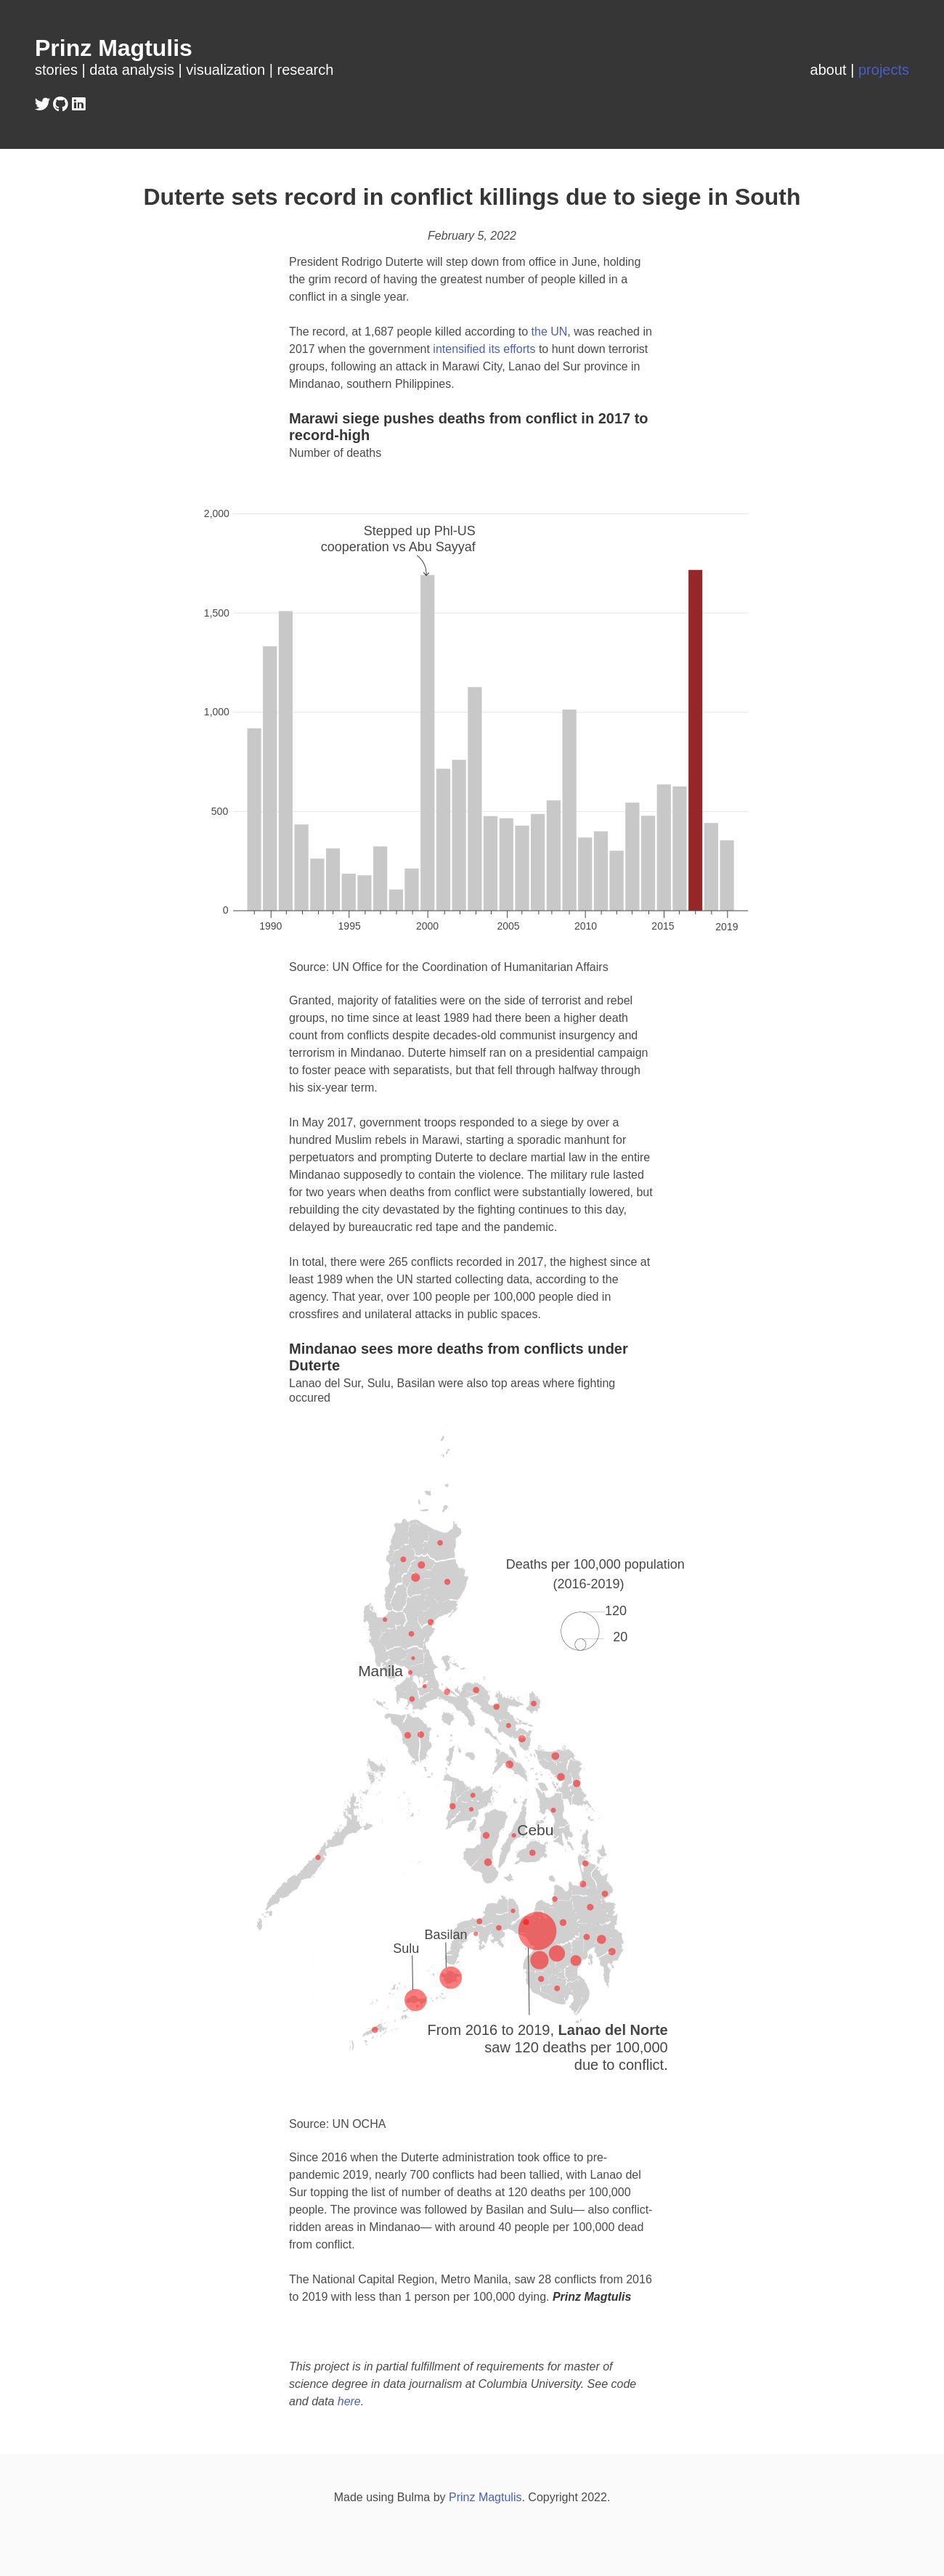 Prinz Magtulis
stories | data analysis | visualization | research
about | projects
Duterte sets record in conflict killings due to siege in South
February 5, 2022
President Rodrigo Duterte will step down from office in June, holding
the grim record of having the greatest number of people killed in a
conflict in a single year.
The record, at 1,687 people killed according to the UN, was reached in
2017 when the government intensified its efforts to hunt down terrorist
groups, following an attack in Marawi City, Lanao del Sur province in
Mindanao, southern Philippines.
Marawi siege pushes deaths from conflict in 2017 to
record-high
Number of deaths
2,000
Stepped up Phl-US
cooperation vs Abu Sayyaf
1,500
1,000
500
0
1990 1995 2000 2005 2010 2015 2019
Source: UN Office for the Coordination of Humanitarian Affairs
Granted, majority of fatalities were on the side of terrorist and rebel
groups, no time since at least 1989 had there been a higher death
count from conflicts despite decades-old communist insurgency and
terrorism in Mindanao. Duterte himself ran on a presidential campaign
to foster peace with separatists, but that fell through halfway through
his six-year term.
In May 2017, government troops responded to a siege by over a
hundred Muslim rebels in Marawi, starting a sporadic manhunt for
perpetuators and prompting Duterte to declare martial law in the entire
Mindanao supposedly to contain the violence. The military rule lasted
for two years when deaths from conflict were substantially lowered, but
rebuilding the city devastated by the fighting continues to this day,
delayed by bureaucratic red tape and the pandemic.
In total, there were 265 conflicts recorded in 2017, the highest since at
least 1989 when the UN started collecting data, according to the
agency. That year, over 100 people per 100,000 people died in
crossfires and unilateral attacks in public spaces.
Mindanao sees more deaths from conflicts under
Duterte
Lanao del Sur, Sulu, Basilan were also top areas where fighting
occured
Deaths per 100,000 population
(2016-2019)
120
20
Manila
Cebu
Basilan
Sulu
From 2016 to 2019, Lanao del Norte
saw 120 deaths per 100,000
due to conflict.
Source: UN OCHA
Since 2016 when the Duterte administration took office to pre-
pandemic 2019, nearly 700 conflicts had been tallied, with Lanao del
Sur topping the list of number of deaths at 120 deaths per 100,000
people. The province was followed by Basilan and Sulu— also conflict-
ridden areas in Mindanao— with around 40 people per 100,000 dead
from conflict.
The National Capital Region, Metro Manila, saw 28 conflicts from 2016
to 2019 with less than 1 person per 100,000 dying. Prinz Magtulis
This project is in partial fulfillment of requirements for master of
science degree in data journalism at Columbia University. See code
and data here.
Made using Bulma by Prinz Magtulis. Copyright 2022.